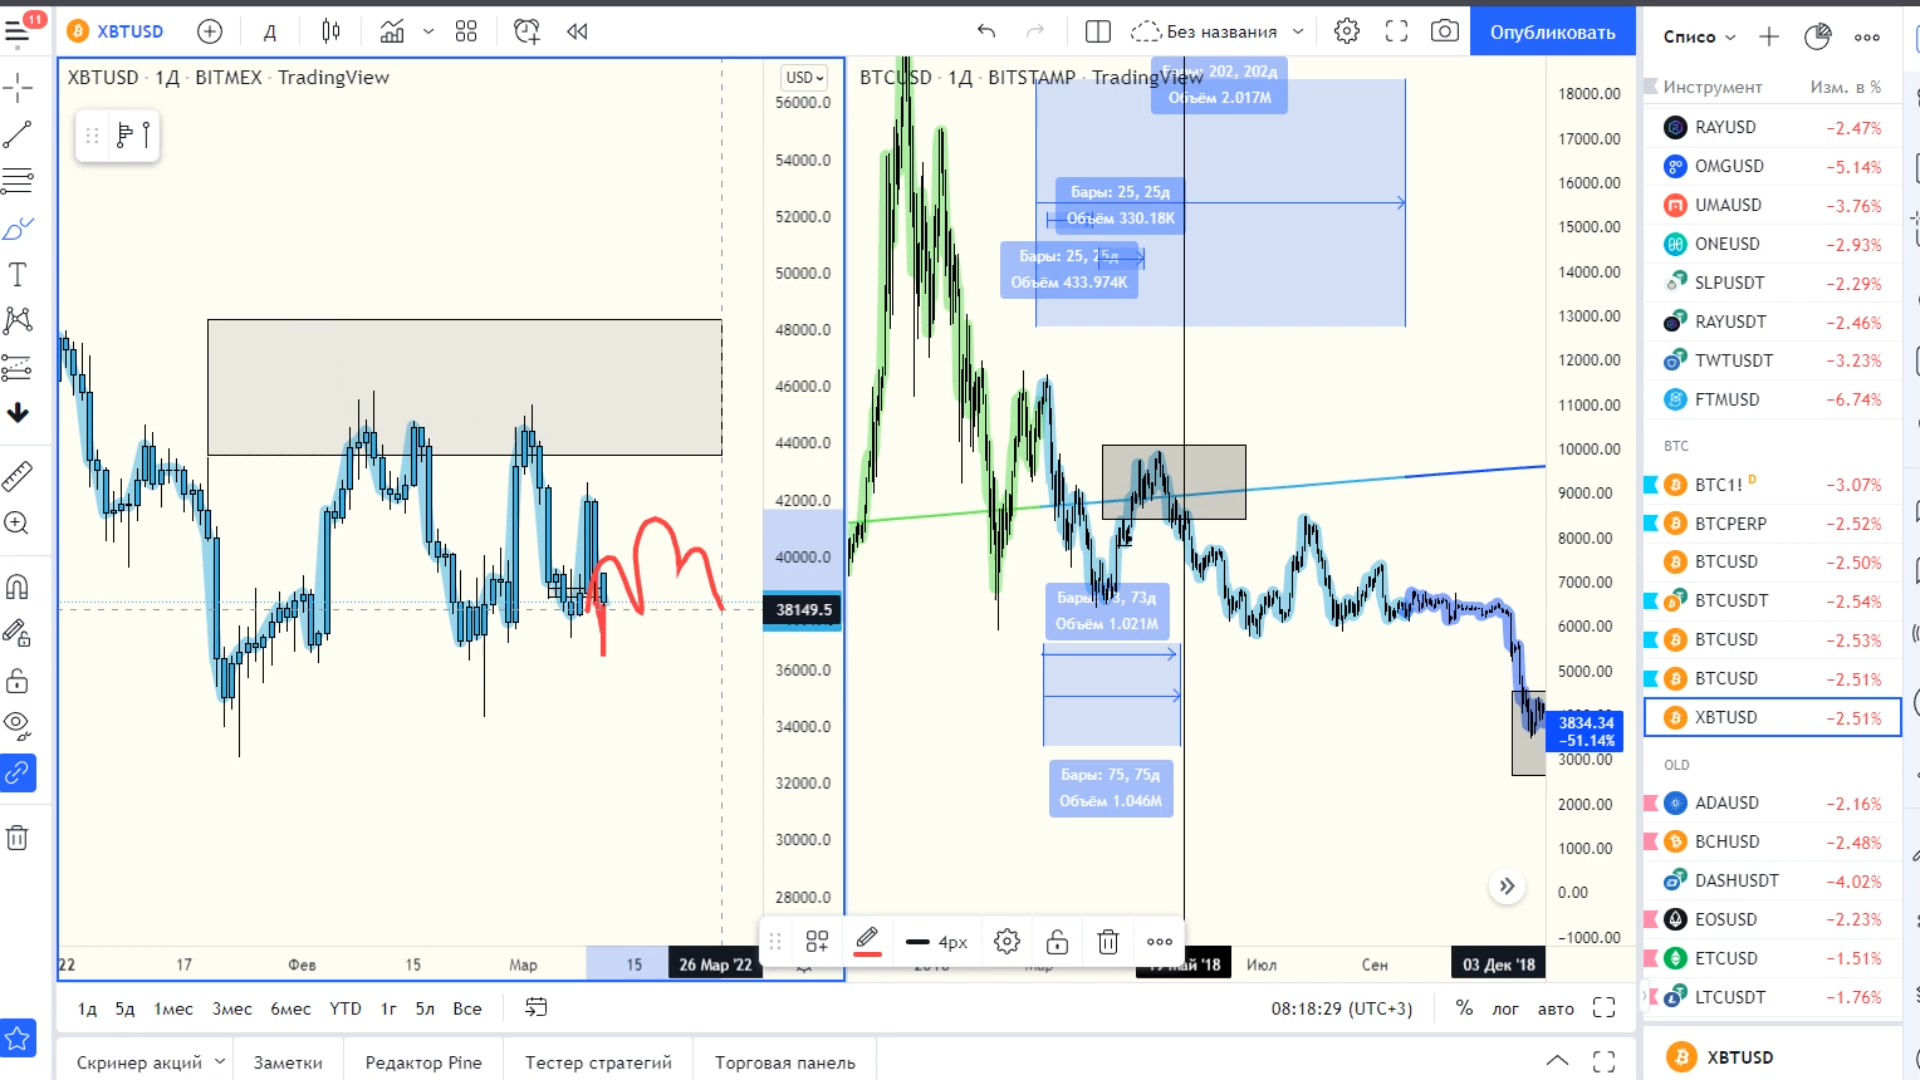 11
XBTUSD
Д
Без названия
Опубликовать
Списо
XBTUSD · 1Д · BITMEX · TradingView
USD
56000.0
54000.0
52000.0
50000.0
48000.0
46000.0
44000.0
42000.0
40000.0
38149.5
36000.0
34000.0
32000.0
30000.0
28000.0
22
17
Фев
15
Мар
15
26 Мар '22
BTCUSD · 1Д · BITSTAMP · TradingView
202, 202д
Объём 2.017M
Бары: 25, 25д
Объём 330.18K
Бары: 25, 25д
Объём 433.974K
73д
Объём 1.021M
Бары: 75, 75д
Объём 1.046M
18000.00
17000.00
16000.00
15000.00
14000.00
13000.00
12000.00
11000.00
10000.00
9000.00
8000.00
7000.00
6000.00
5000.00
3834.34
−51.14%
3000.00
2000.00
1000.00
0.00
−1000.00
4px
Май '18
Июл
Сен
03 Дек '18
1д 5д 1мес 3мес 6мес YTD 1г 5л Все
08:18:29 (UTC+3)
% лог авто
Скринер акций
Заметки
Редактор Pine
Тестер стратегий
Торговая панель
Инструмент Изм. в %
RAYUSD −2.47%
OMGUSD −5.14%
UMAUSD −3.76%
ONEUSD −2.93%
SLPUSDT −2.29%
RAYUSDT −2.46%
TWTUSDT −3.23%
FTMUSD −6.74%
BTC
BTC1! D −3.07%
BTCPERP −2.52%
BTCUSD −2.50%
BTCUSDT −2.54%
BTCUSD −2.53%
BTCUSD −2.51%
XBTUSD −2.51%
OLD
ADAUSD −2.16%
BCHUSD −2.48%
DASHUSDT −4.02%
EOSUSD −2.23%
ETCUSD −1.51%
LTCUSDT −1.76%
XBTUSD